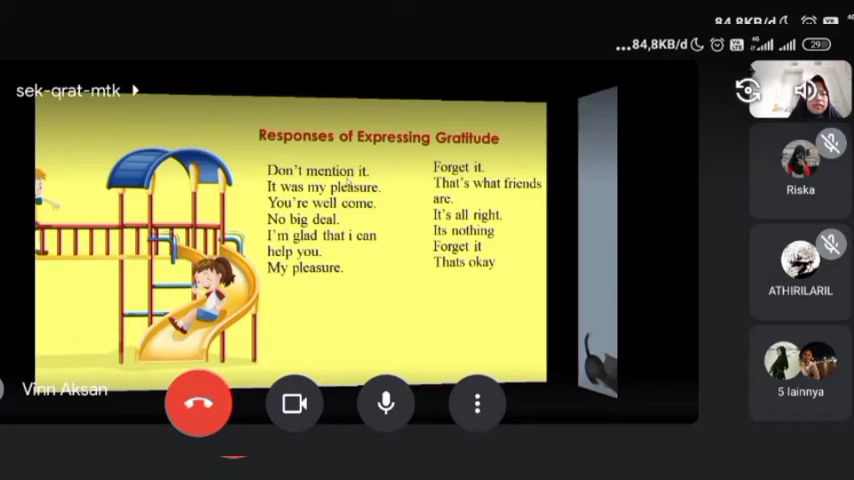 84,8KB/d
...84,8KB/d 4G 29
sek-qrat-mtk
Responses of Expressing Gratitude
Don't mention it.
It was my pleasure.
You're well come.
No big deal.
I'm glad that i can
help you.
My pleasure.
Forget it.
That's what friends
are.
It's all right.
Its nothing
Forget it
Thats okay
Vinn Aksan
Riska
ATHIRILARIL
5 lainnya